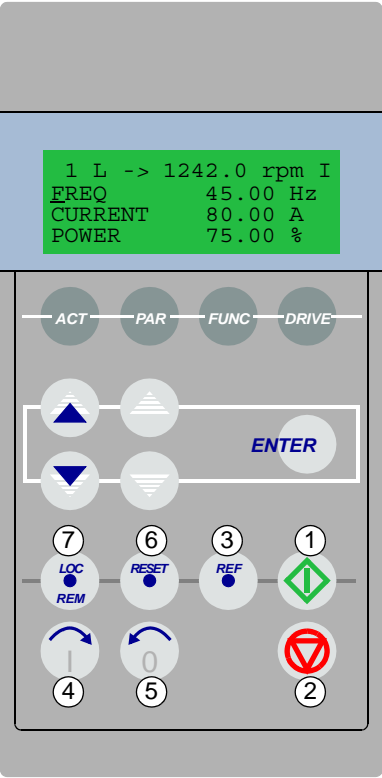 1 L -> 1242.0 rpm I
FREQ 45.00 Hz
CURRENT 80.00 A
POWER 75.00 %
ACT PAR FUNC DRIVE
ENTER
7 6 3 1
LOC RESET REF
REM
I 0
4 5 2